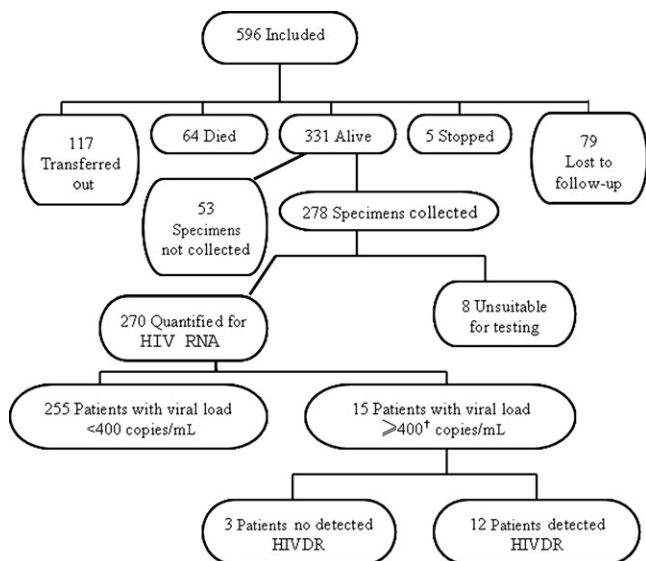 596 Included
117
Transferred
out
64 Died
331 Alive
5 Stopped
79
Lost to
follow-up
53
Specimens
not collected
278 Specimens collected
270 Quantified for
HIV RNA
8 Unsuitable
for testing
255 Patients with viral load
<400 copies/mL
15 Patients with viral load
⩾400† copies/mL
3 Patients no detected
HIVDR
12 Patients detected
HIVDR